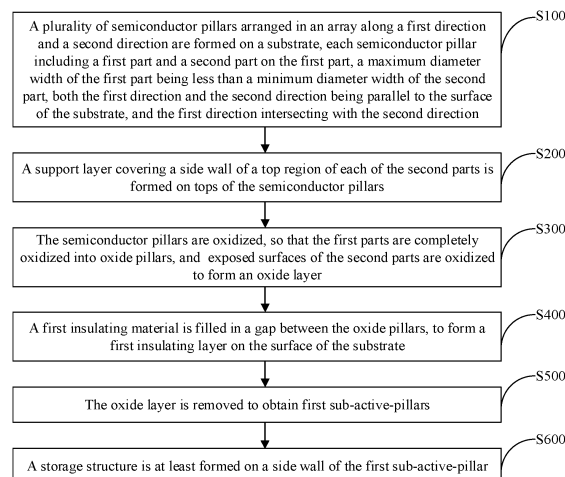 S100
A plurality of semiconductor pillars arranged in an array along a first direction
and a second direction are formed on a substrate, each semiconductor pillar
including a first part and a second part on the first part, a maximum diameter
width of the first part being less than a minimum diameter width of the second
part, both the first direction and the second direction being parallel to the surface
of the substrate, and the first direction intersecting with the second direction
S200
A support layer covering a side wall of a top region of each of the second parts is
formed on tops of the semiconductor pillars
S300
The semiconductor pillars are oxidized, so that the first parts are completely
oxidized into oxide pillars, and exposed surfaces of the second parts are oxidized
to form an oxide layer
S400
A first insulating material is filled in a gap between the oxide pillars, to form a
first insulating layer on the surface of the substrate
S500
The oxide layer is removed to obtain first sub-active-pillars
S600
A storage structure is at least formed on a side wall of the first sub-active-pillar